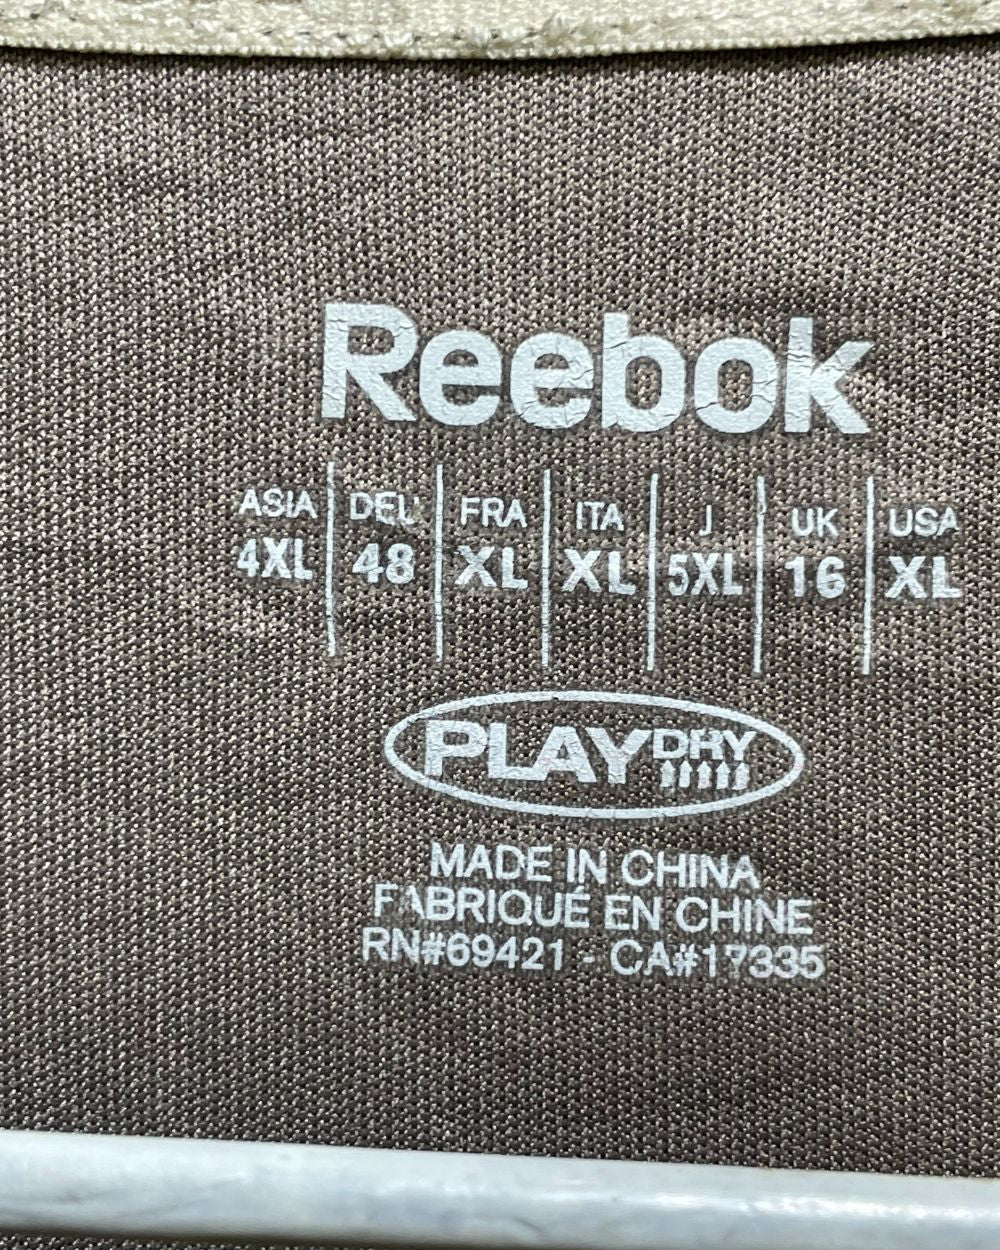 Reebok
ASIA DEU FRA ITA J UK USA
4XL 48 XL XL 5XL 16 XL
PLAYDRY
MADE IN CHINA
FABRIQUÉ EN CHINE
RN#69421 - CA#17335